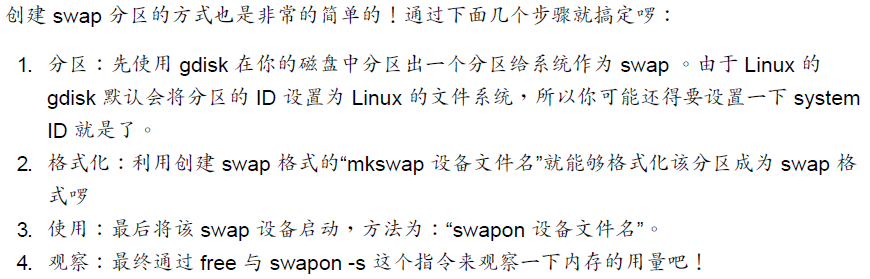 创建 swap 分区的方式也是非常的简单的！通过下面几个步骤就搞定啰：
1. 分区：先使用 gdisk 在你的磁盘中分区出一个分区给系统作为 swap 。由于 Linux 的
gdisk 默认会将分区的 ID 设置为 Linux 的文件系统，所以你可能还得要设置一下 system
ID 就是了。
2. 格式化：利用创建 swap 格式的“mkswap 设备文件名”就能够格式化该分区成为 swap 格
式啰
3. 使用：最后将该 swap 设备启动，方法为：“swapon 设备文件名”。
4. 观察：最终通过 free 与 swapon -s 这个指令来观察一下内存的用量吧！